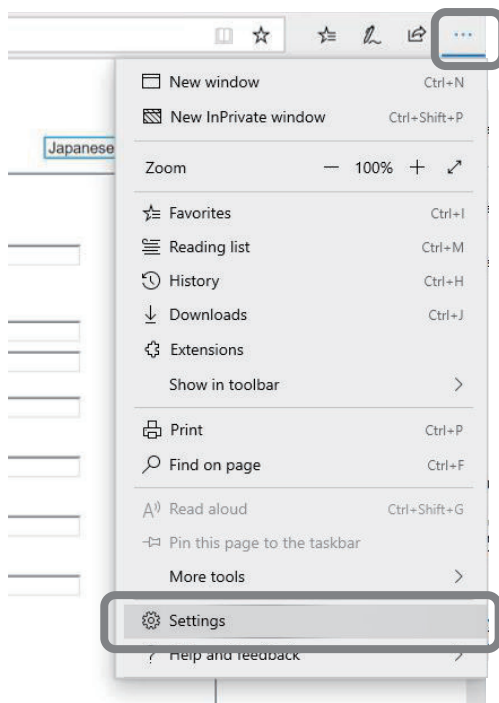 Japanese
New window Ctrl+N
New InPrivate window Ctrl+Shift+P
Zoom — 100% +
Favorites Ctrl+I
Reading list Ctrl+M
History Ctrl+H
Downloads Ctrl+J
Extensions
Show in toolbar >
Print Ctrl+P
Find on page Ctrl+F
Read aloud Ctrl+Shift+G
Pin this page to the taskbar
More tools >
Settings
Help and feedback >